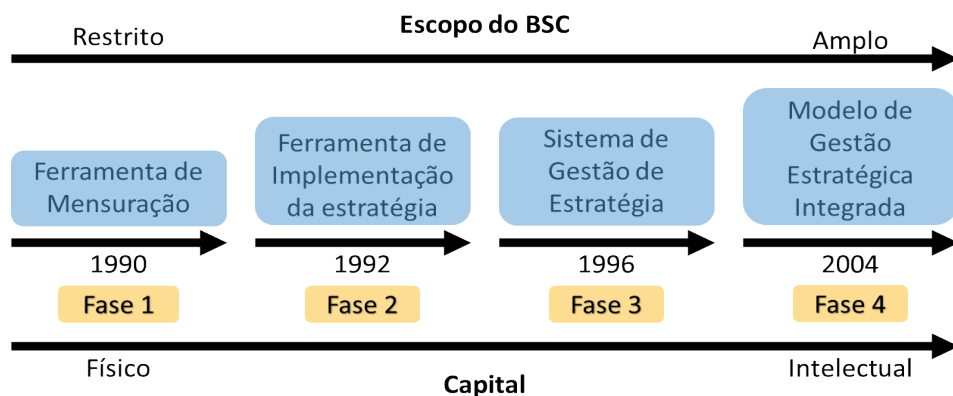 Escopo do BSC
Restrito
Amplo
Ferramenta de
Mensuração
Ferramenta de
Implementação
da estratégia
Sistema de
Gestão de
Estratégia
Modelo de
Gestão
Estratégica
Integrada
1990
1992
1996
2004
Fase 1
Fase 2
Fase 3
Fase 4
Físico
Intelectual
Capital